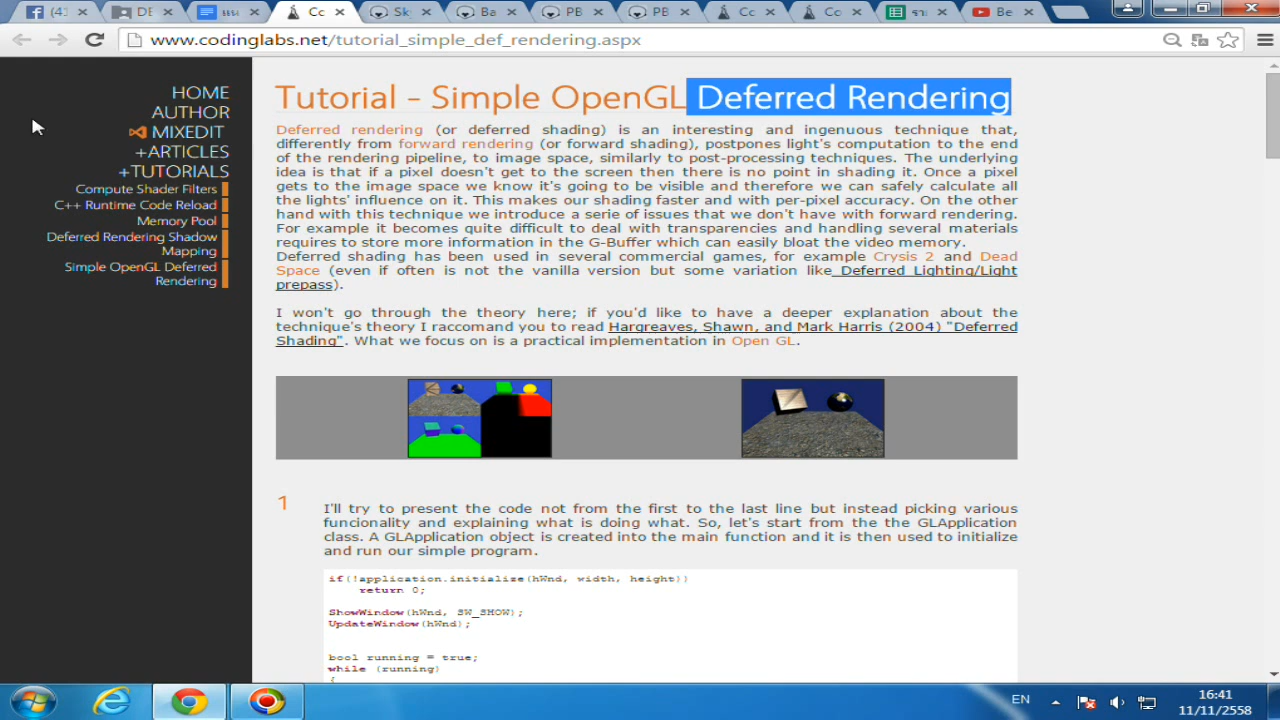 (4)
DE
Cc
Sk
Ba
PB
PB
Cc
Co
Be
www.codinglabs.net/tutorial_simple_def_rendering.aspx
HOME
AUTHOR
MIXEDIT
+ARTICLES
+TUTORIALS
Compute Shader Filters
C++ Runtime Code Reload
Memory Pool
Deferred Rendering Shadow
Mapping
Simple OpenGL Deferred
Rendering
Tutorial - Simple OpenGL Deferred Rendering
Deferred rendering (or deferred shading) is an interesting and ingenuous technique that,
differently from forward rendering (or forward shading), postpones light's computation to the end
of the rendering pipeline, to image space, similarly to post-processing techniques. The underlying
idea is that if a pixel doesn't get to the screen then there is no point in shading it. Once a pixel
gets to the image space we know it's going to be visible and therefore we can safely calculate all
the lights' influence on it. This makes our shading faster and with per-pixel accuracy. On the other
hand with this technique we introduce a serie of issues that we don't have with forward rendering.
For example it becomes quite difficult to deal with transparencies and handling several materials
requires to store more information in the G-Buffer which can easily bloat the video memory.
Deferred shading has been used in several commercial games, for example Crysis 2 and Dead
Space (even if often is not the vanilla version but some variation like Deferred Lighting/Light
prepass).
I won't go through the theory here; if you'd like to have a deeper explanation about the
technique's theory I raccomand you to read Hargreaves, Shawn, and Mark Harris (2004) "Deferred
Shading". What we focus on is a practical implementation in Open GL.
1
I'll try to present the code not from the first to the last line but instead picking various
funcionality and explaining what is doing what. So, let's start from the the GLApplication
class. A GLApplication object is created into the main function and it is then used to initialize
and run our simple program.
if(!application.initialize(hWnd, width, height))
return 0;
ShowWindow(hWnd, SW_SHOW);
UpdateWindow(hWnd);
bool running = true;
while (running)
{
EN
16:41
11/11/2558